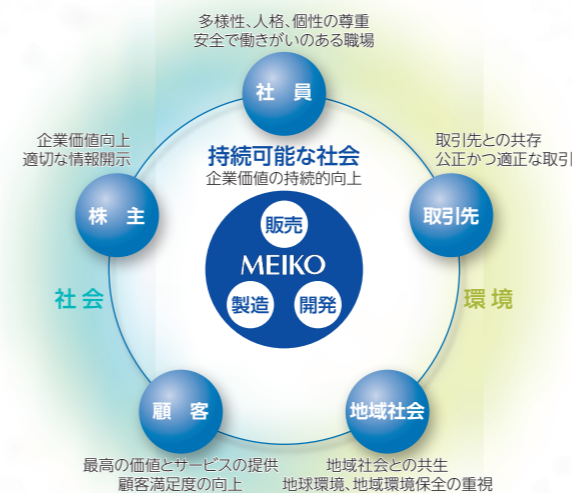 多様性、人格、個性の尊重
安全で働きがいのある職場
社 員
企業価値向上
適切な情報開示
取引先との共存
公正かつ適正な取引
持続可能な社会
企業価値の持続的向上
株 主
取引先
販売
MEIKO
製造
開発
社会
環境
顧 客
地域社会
最高の価値とサービスの提供
顧客満足度の向上
地域社会との共生
地球環境、地域環境保全の重視